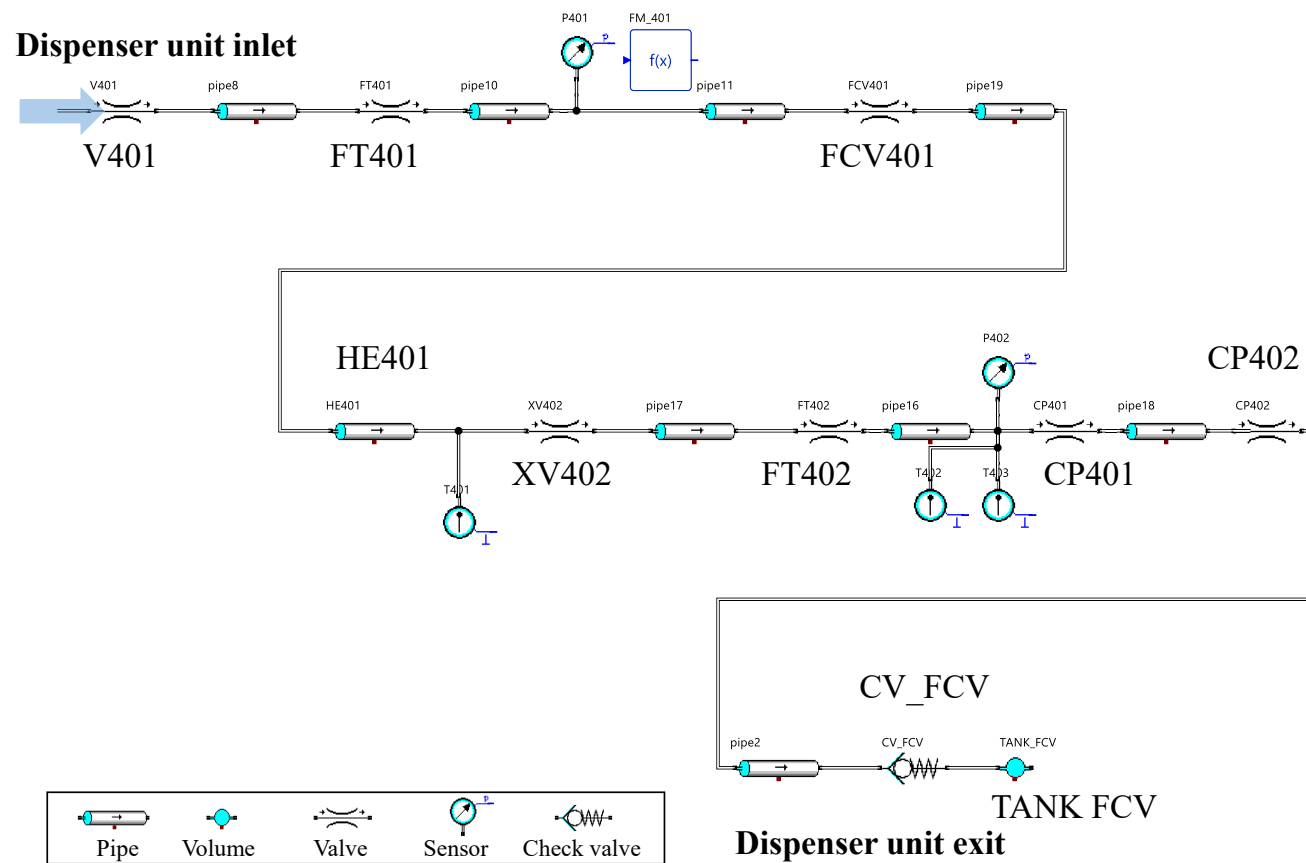 P401
FM_401
Dispenser unit inlet
p
f(x)
V401
pipe8
FT401
pipe10
pipe11
FCV401
pipe19
V401
FT401
FCV401
P402
HE401
CP402
p
HE401
XV402
pipe17
FT402
pipe16
CP401
pipe18
CP402
XV402
FT402
T402
T403
CP401
T401
T
T
T
CV_FCV
pipe2
CV_FCV
TANK_FCV
TANK FCV
p
Pipe
Volume
Valve
Sensor
Check valve
Dispenser unit exit